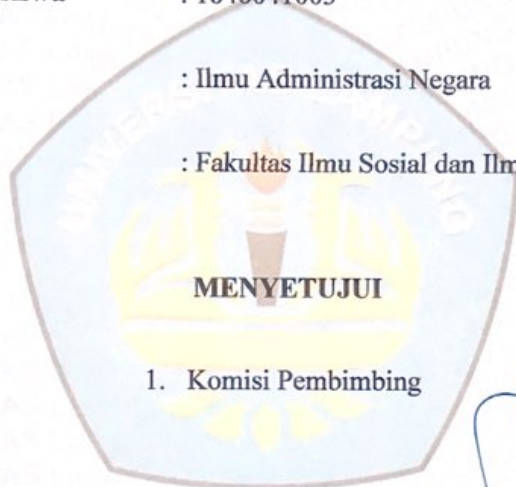 : Ilmu Administrasi Negara
: Fakultas Ilmu Sosial dan Ilm
MENYETUJUI
1. Komisi Pembimbing